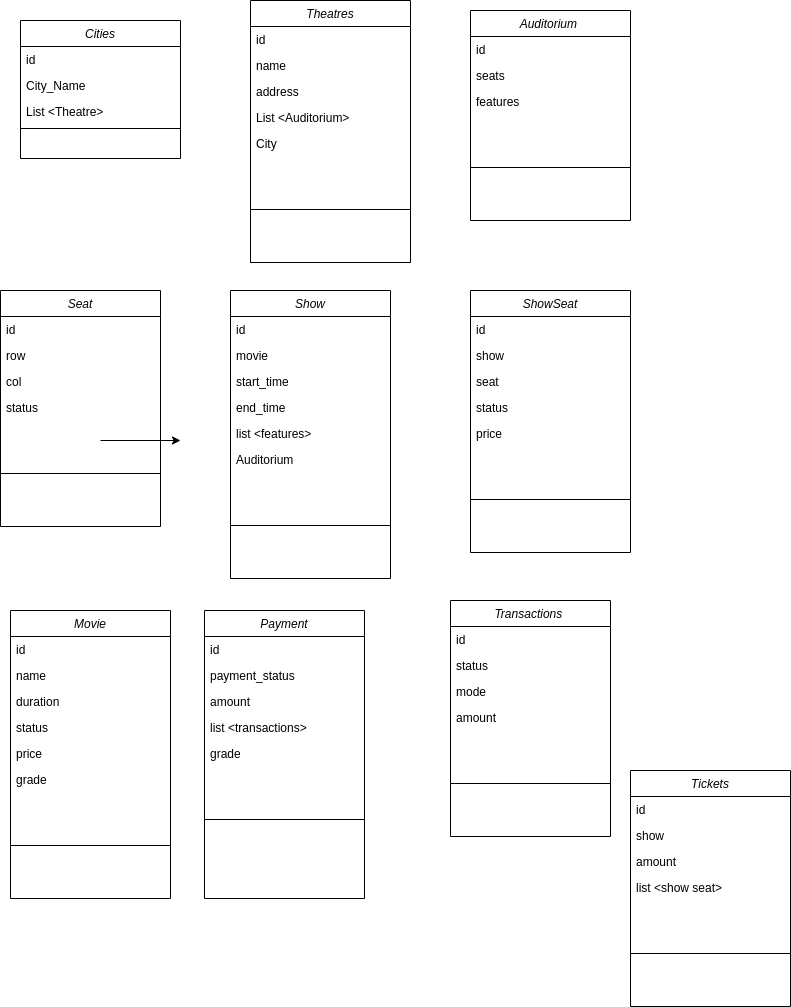 Cities
id
City_Name
List <Theatre>
Theatres
id
name
address
List <Auditorium>
City
Auditorium
id
seats
features
Seat
id
row
col
status
Show
id
movie
start_time
end_time
list <features>
Auditorium
ShowSeat
id
show
seat
status
price
Movie
id
name
duration
status
price
grade
Payment
id
payment_status
amount
list <transactions>
grade
Transactions
id
status
mode
amount
Tickets
id
show
amount
list <show seat>